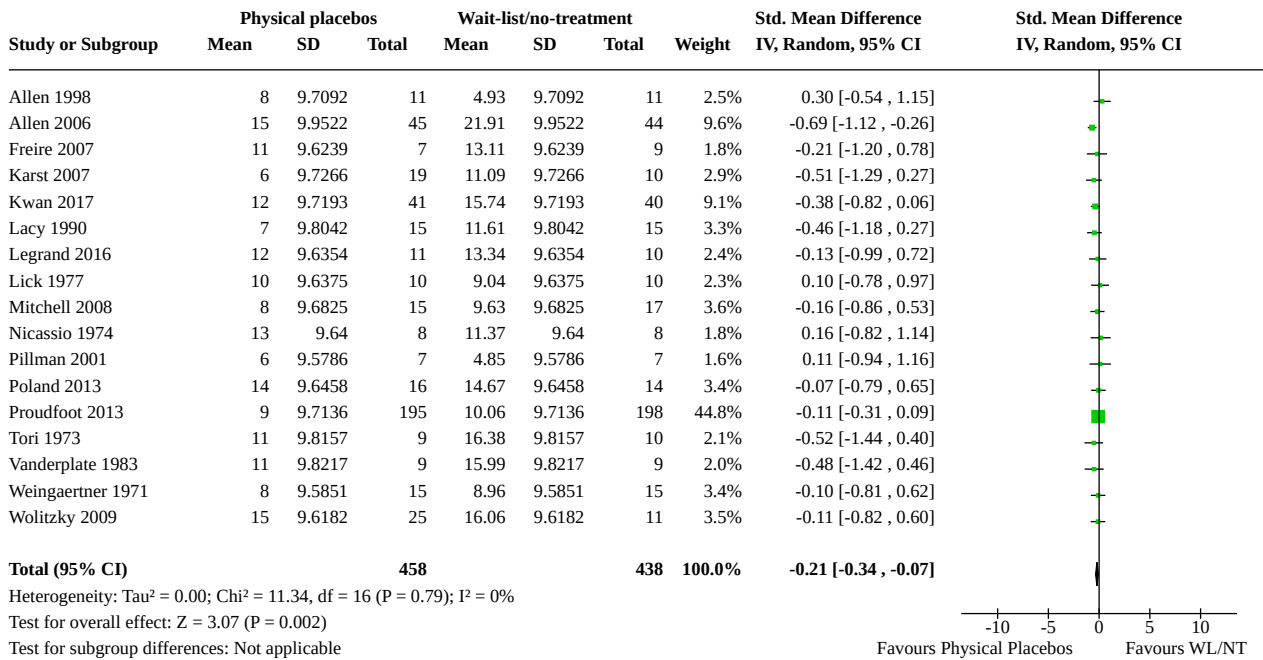 Physical placebos Wait-list/no-treatment Std. Mean Difference Std. Mean Difference
Study or Subgroup Mean SD Total Mean SD Total Weight IV, Random, 95% CI IV, Random, 95% CI
Allen 1998 8 9.7092 11 4.93 9.7092 11 2.5% 0.30 [-0.54 , 1.15]
Allen 2006 15 9.9522 45 21.91 9.9522 44 9.6% -0.69 [-1.12 , -0.26]
Freire 2007 11 9.6239 7 13.11 9.6239 9 1.8% -0.21 [-1.20 , 0.78]
Karst 2007 6 9.7266 19 11.09 9.7266 10 2.9% -0.51 [-1.29 , 0.27]
Kwan 2017 12 9.7193 41 15.74 9.7193 40 9.1% -0.38 [-0.82 , 0.06]
Lacy 1990 7 9.8042 15 11.61 9.8042 15 3.3% -0.46 [-1.18 , 0.27]
Legrand 2016 12 9.6354 11 13.34 9.6354 10 2.4% -0.13 [-0.99 , 0.72]
Lick 1977 10 9.6375 10 9.04 9.6375 10 2.3% 0.10 [-0.78 , 0.97]
Mitchell 2008 8 9.6825 15 9.63 9.6825 17 3.6% -0.16 [-0.86 , 0.53]
Nicassio 1974 13 9.64 8 11.37 9.64 8 1.8% 0.16 [-0.82 , 1.14]
Pillman 2001 6 9.5786 7 4.85 9.5786 7 1.6% 0.11 [-0.94 , 1.16]
Poland 2013 14 9.6458 16 14.67 9.6458 14 3.4% -0.07 [-0.79 , 0.65]
Proudfoot 2013 9 9.7136 195 10.06 9.7136 198 44.8% -0.11 [-0.31 , 0.09]
Tori 1973 11 9.8157 9 16.38 9.8157 10 2.1% -0.52 [-1.44 , 0.40]
Vanderplate 1983 11 9.8217 9 15.99 9.8217 9 2.0% -0.48 [-1.42 , 0.46]
Weingaertner 1971 8 9.5851 15 8.96 9.5851 15 3.4% -0.10 [-0.81 , 0.62]
Wolitzky 2009 15 9.6182 25 16.06 9.6182 11 3.5% -0.11 [-0.82 , 0.60]
Total (95% CI) 458 438 100.0% -0.21 [-0.34 , -0.07]
Heterogeneity: Tau² = 0.00; Chi² = 11.34, df = 16 (P = 0.79); I² = 0%
Test for overall effect: Z = 3.07 (P = 0.002)
Test for subgroup differences: Not applicable
-10 -5 0 5 10
Favours Physical Placebos Favours WL/NT